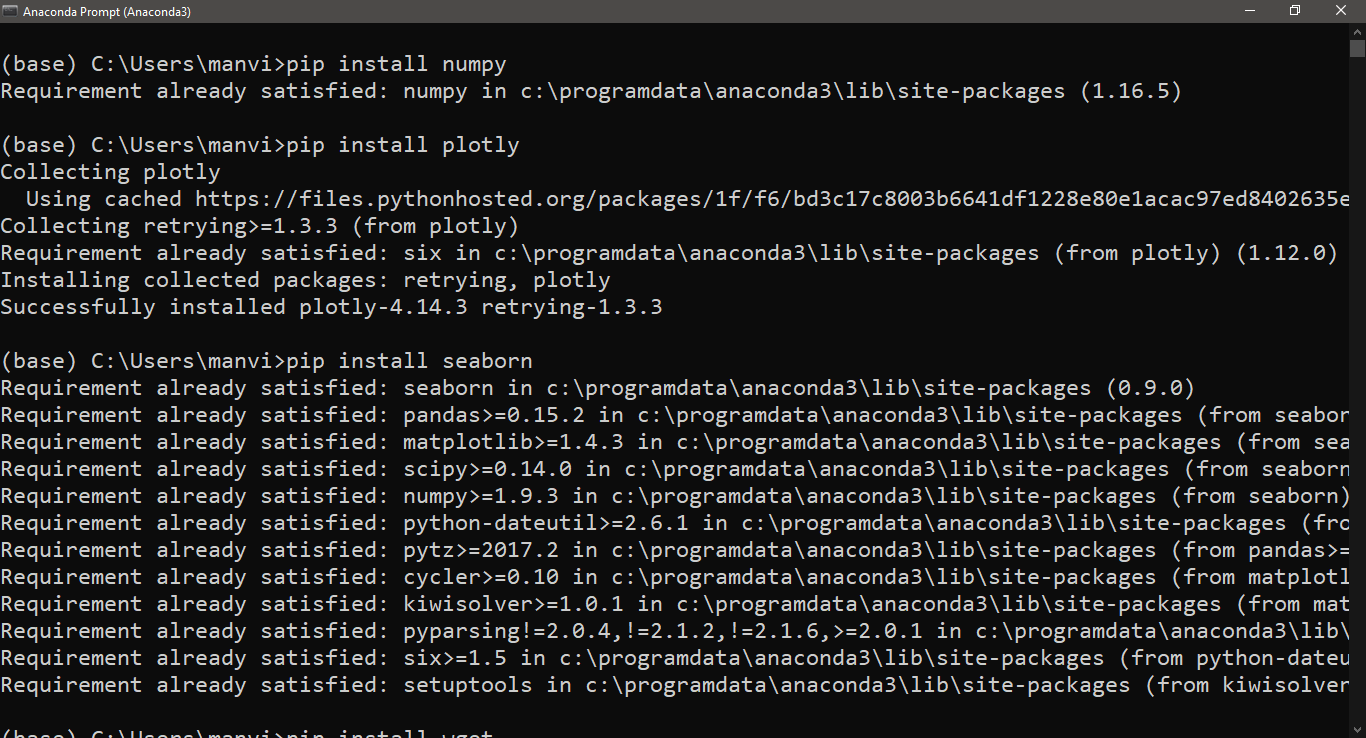 Anaconda Prompt (Anaconda3)
(base) C:\Users\manvi>pip install numpy
Requirement already satisfied: numpy in c:\programdata\anaconda3\lib\site-packages (1.16.5)
(base) C:\Users\manvi>pip install plotly
Collecting plotly
  Using cached https://files.pythonhosted.org/packages/1f/f6/bd3c17c8003b6641df1228e80e1acac97ed8402635e
Collecting retrying>=1.3.3 (from plotly)
Requirement already satisfied: six in c:\programdata\anaconda3\lib\site-packages (from plotly) (1.12.0)
Installing collected packages: retrying, plotly
Successfully installed plotly-4.14.3 retrying-1.3.3
(base) C:\Users\manvi>pip install seaborn
Requirement already satisfied: seaborn in c:\programdata\anaconda3\lib\site-packages (0.9.0)
Requirement already satisfied: pandas>=0.15.2 in c:\programdata\anaconda3\lib\site-packages (from seabor
Requirement already satisfied: matplotlib>=1.4.3 in c:\programdata\anaconda3\lib\site-packages (from sea
Requirement already satisfied: scipy>=0.14.0 in c:\programdata\anaconda3\lib\site-packages (from seaborn
Requirement already satisfied: numpy>=1.9.3 in c:\programdata\anaconda3\lib\site-packages (from seaborn)
Requirement already satisfied: python-dateutil>=2.6.1 in c:\programdata\anaconda3\lib\site-packages (fro
Requirement already satisfied: pytz>=2017.2 in c:\programdata\anaconda3\lib\site-packages (from pandas>=
Requirement already satisfied: cycler>=0.10 in c:\programdata\anaconda3\lib\site-packages (from matplotl
Requirement already satisfied: kiwisolver>=1.0.1 in c:\programdata\anaconda3\lib\site-packages (from mat
Requirement already satisfied: pyparsing!=2.0.4,!=2.1.2,!=2.1.6,>=2.0.1 in c:\programdata\anaconda3\lib\
Requirement already satisfied: six>=1.5 in c:\programdata\anaconda3\lib\site-packages (from python-dateu
Requirement already satisfied: setuptools in c:\programdata\anaconda3\lib\site-packages (from kiwisolver
(base) C:\Users\manvi>pip install wget